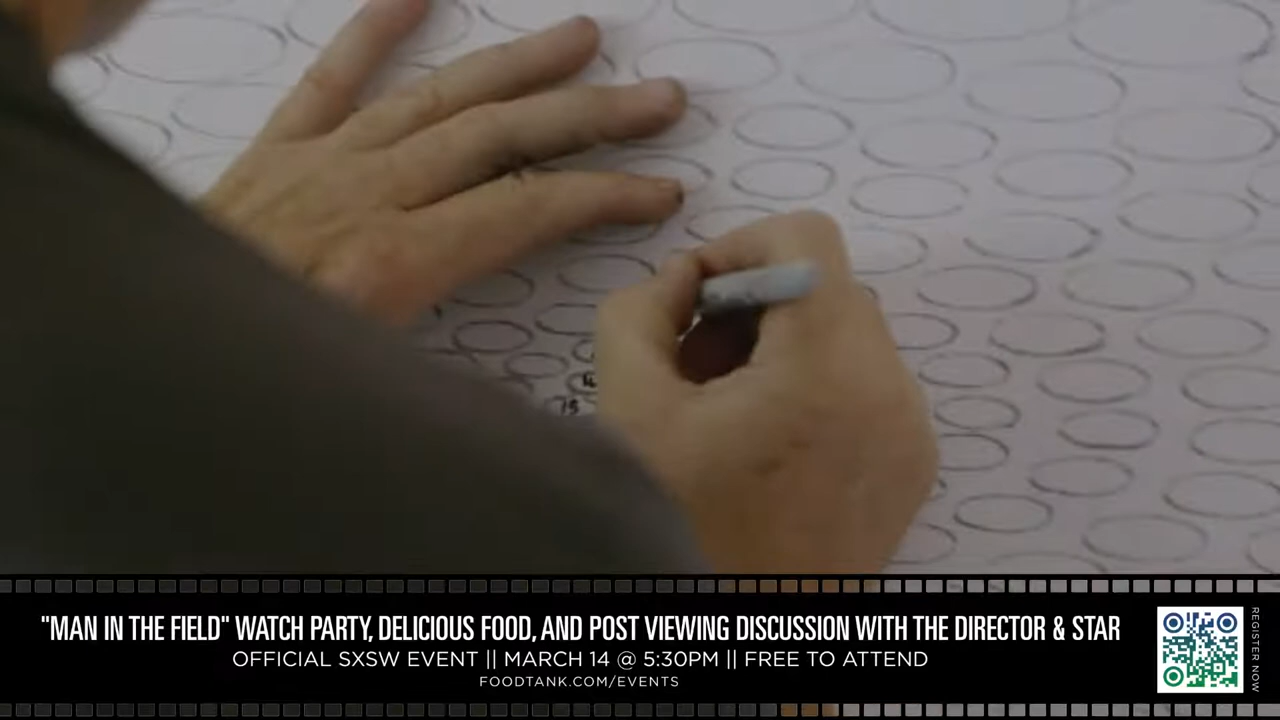 15
"MAN IN THE FIELD" WATCH PARTY, DELICIOUS FOOD, AND POST VIEWING DISCUSSION WITH THE DIRECTOR & STAR
OFFICIAL SXSW EVENT || MARCH 14 @ 5:30PM || FREE TO ATTEND
FOODTANK.COM/EVENTS
REGISTER NOW